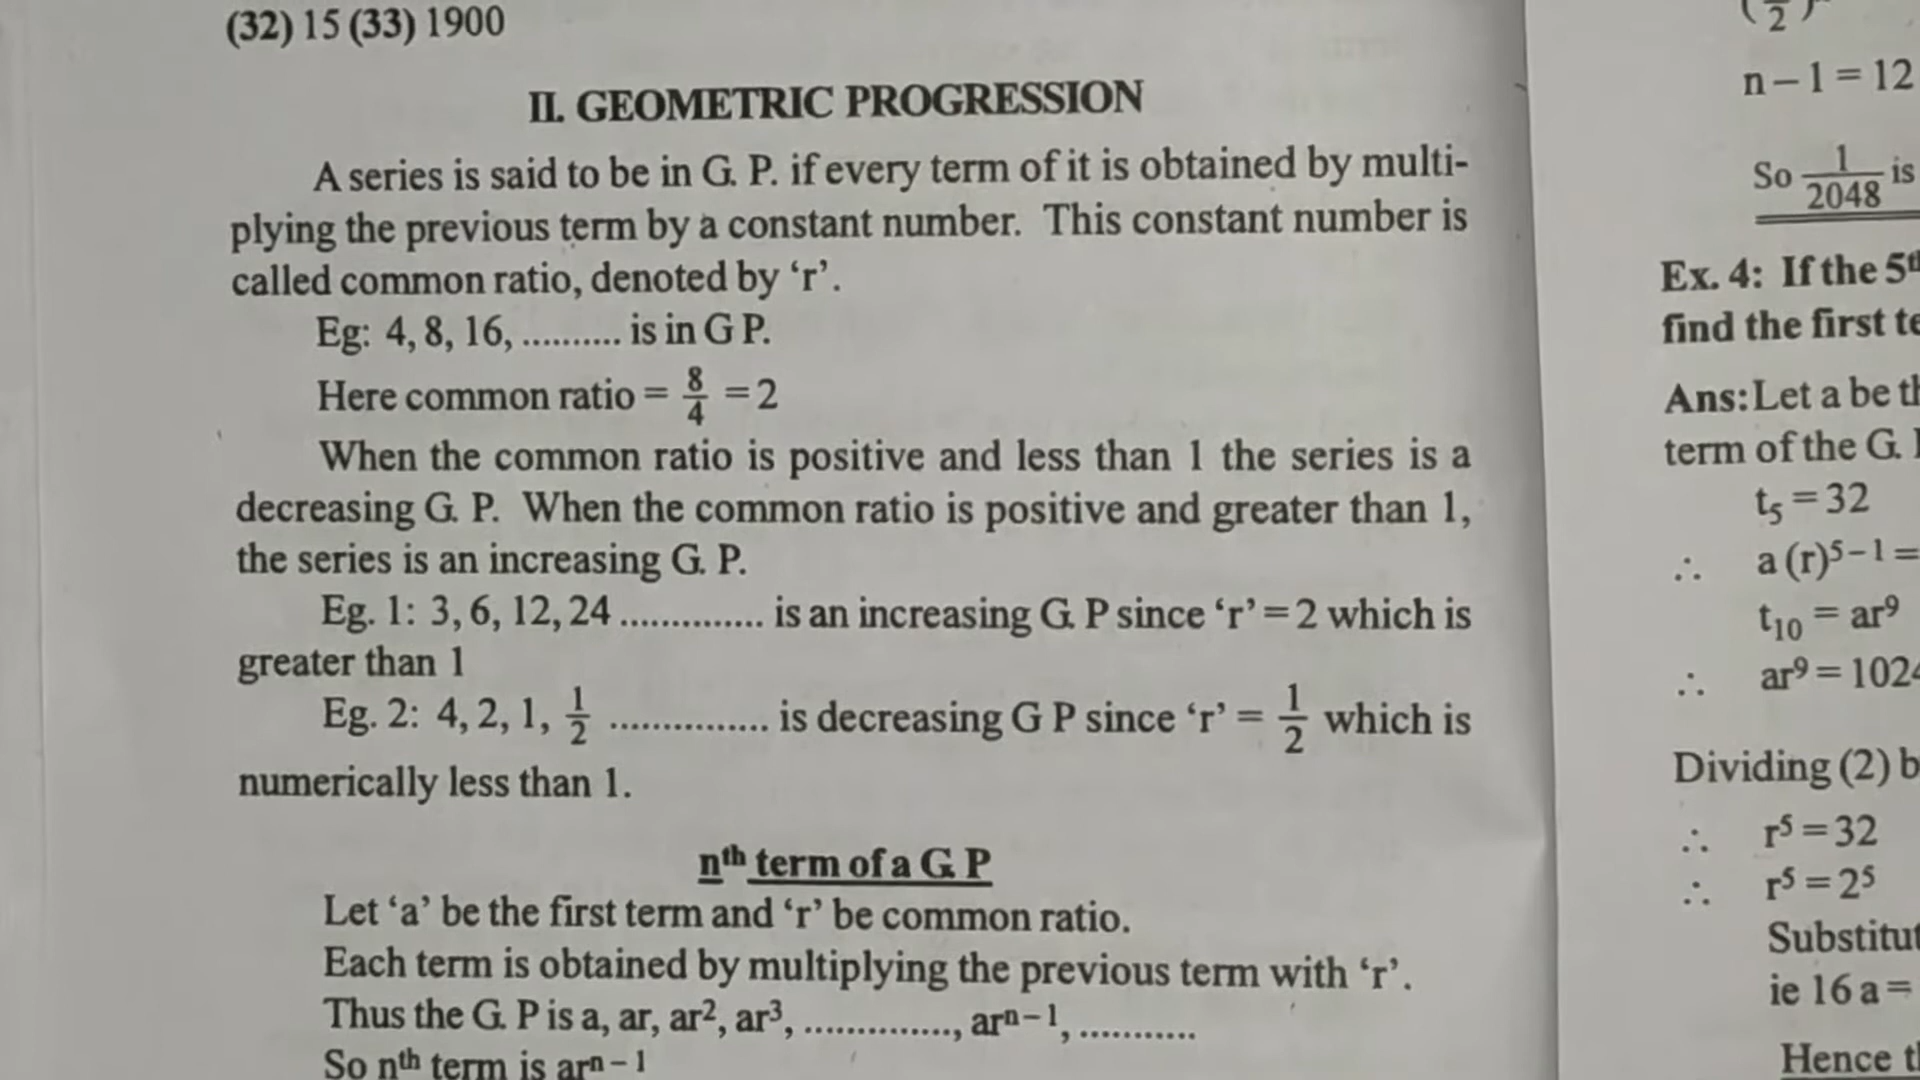 (32) 15 (33) 1900
II. GEOMETRIC PROGRESSION
A series is said to be in G. P. if every term of it is obtained by multi-
plying the previous term by a constant number. This constant number is
called common ratio, denoted by ‘r’.
Eg: 4, 8, 16, .......... is in G P.
Here common ratio = 8/4 = 2
When the common ratio is positive and less than 1 the series is a
decreasing G. P. When the common ratio is positive and greater than 1,
the series is an increasing G. P.
Eg. 1: 3, 6, 12, 24 .............. is an increasing G. P since ‘r’ = 2 which is
greater than 1
Eg. 2: 4, 2, 1, 1/2 ............... is decreasing G P since ‘r’ = 1/2 which is
numerically less than 1.
nth term of a G. P
Let ‘a’ be the first term and ‘r’ be common ratio.
Each term is obtained by multiplying the previous term with ‘r’.
Thus the G. P is a, ar, ar², ar³, .............., arⁿ⁻¹, ...........
So nth term is arⁿ⁻¹
n – 1 = 12
So 1/2048 is
Ex. 4: If the 5t
find the first te
Ans: Let a be th
term of the G.
t₅ = 32
∴ a (r)⁵⁻¹ =
t₁₀ = ar⁹
∴ ar⁹ = 1024
Dividing (2) b
∴ r⁵ = 32
∴ r⁵ = 2⁵
Substitut
ie 16 a =
Hence t